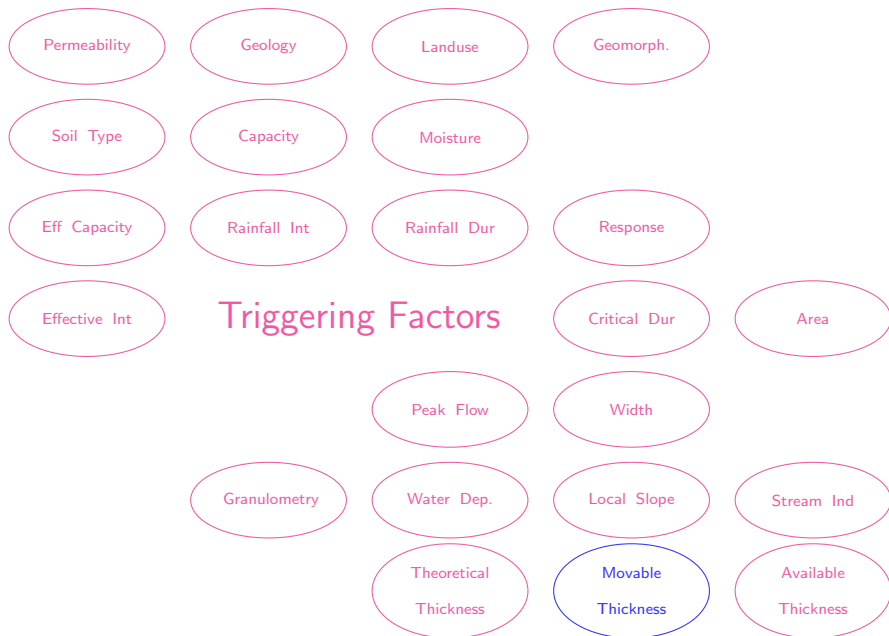 Permeability
Geology
Landuse
Geomorph.
Soil Type
Capacity
Moisture
Eff Capacity
Rainfall Int
Rainfall Dur
Response
Effective Int
Triggering Factors
Critical Dur
Area
Peak Flow
Width
Granulometry
Water Dep.
Local Slope
Stream Ind
Theoretical
Thickness
Movable
Thickness
Available
Thickness